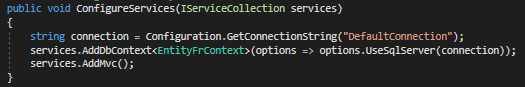 public void ConfigureServices(IServiceCollection services)
{
    string connection = Configuration.GetConnectionString("DefaultConnection");
    services.AddDbContext<EntityFrContext>(options => options.UseSqlServer(connection));
    services.AddMvc();
}